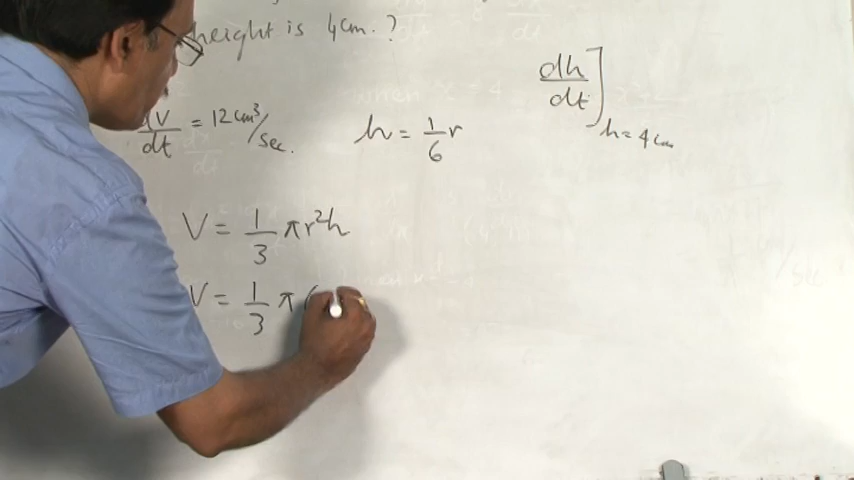 height is 4cm.?
dV/dt = 12 cm³/sec.
h = 1/6 r
dh/dt]h=4cm
V = 1/3 πr²h
V = 1/3 π(